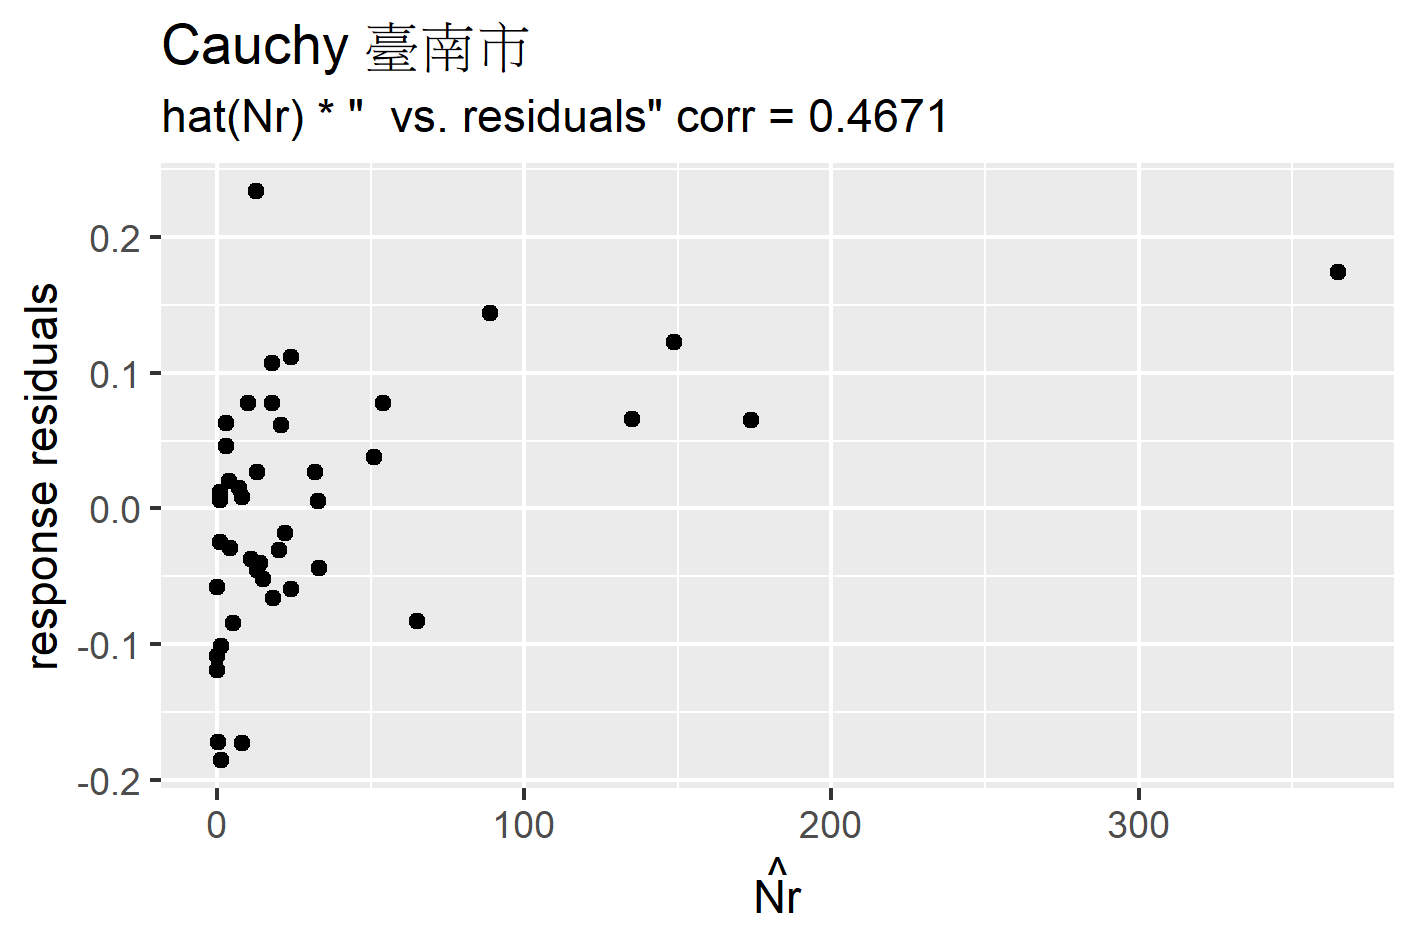 Cauchy 臺南市
hat(Nr) * "  vs. residuals" corr = 0.4671
response residuals
0.2
0.1
0.0
-0.1
-0.2
0
100
200
300
N̂r